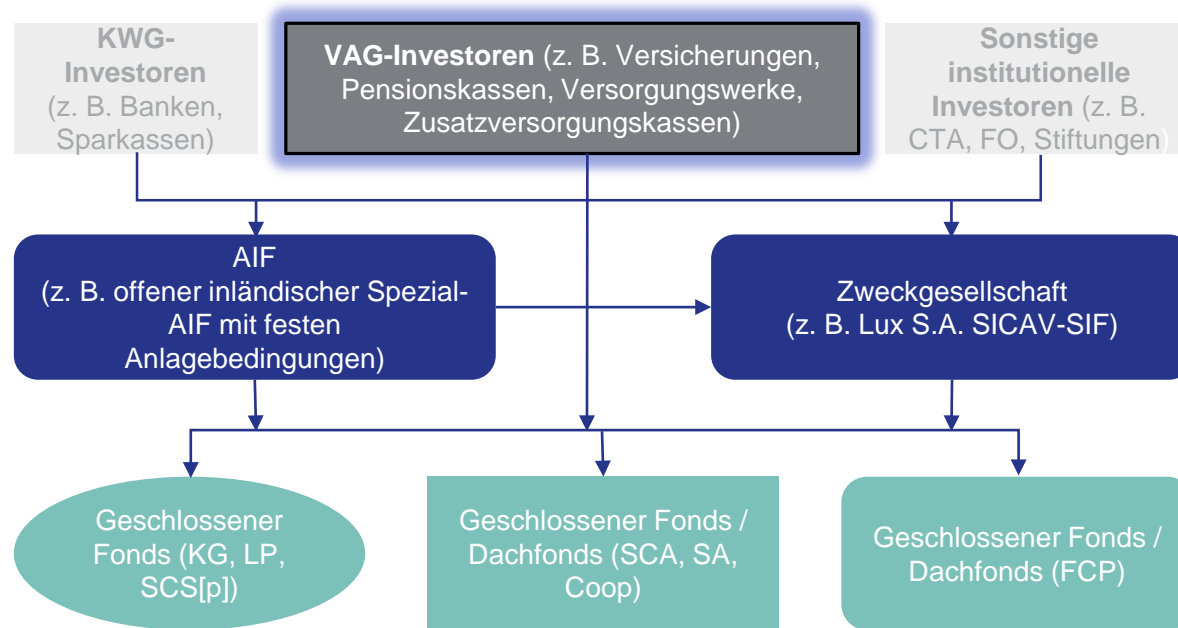 KWG-
Investoren
(z. B. Banken,
Sparkassen)
VAG-Investoren (z. B. Versicherungen,
Pensionskassen, Versorgungswerke,
Zusatzversorgungskassen)
Sonstige
institutionelle
Investoren (z. B.
CTA, FO, Stiftungen)
AIF
(z. B. offener inländischer Spezial-
AIF mit festen
Anlagebedingungen)
Zweckgesellschaft
(z. B. Lux S.A. SICAV-SIF)
Geschlossener
Fonds (KG, LP,
SCS[p])
Geschlossener Fonds /
Dachfonds (SCA, SA,
Coop)
Geschlossener Fonds /
Dachfonds (FCP)